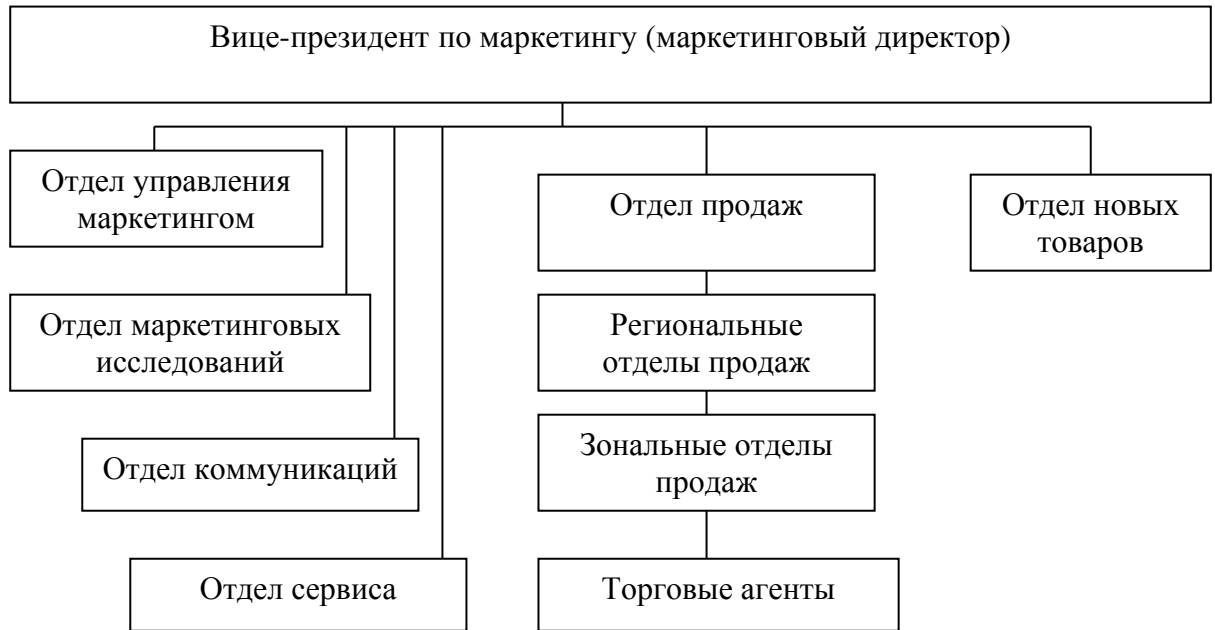 Вице-президент по маркетингу (маркетинговый директор)
Отдел управления
маркетингом
Отдел продаж
Отдел новых
товаров
Отдел маркетинговых
исследований
Региональные
отделы продаж
Отдел коммуникаций
Зональные отделы
продаж
Отдел сервиса
Торговые агенты